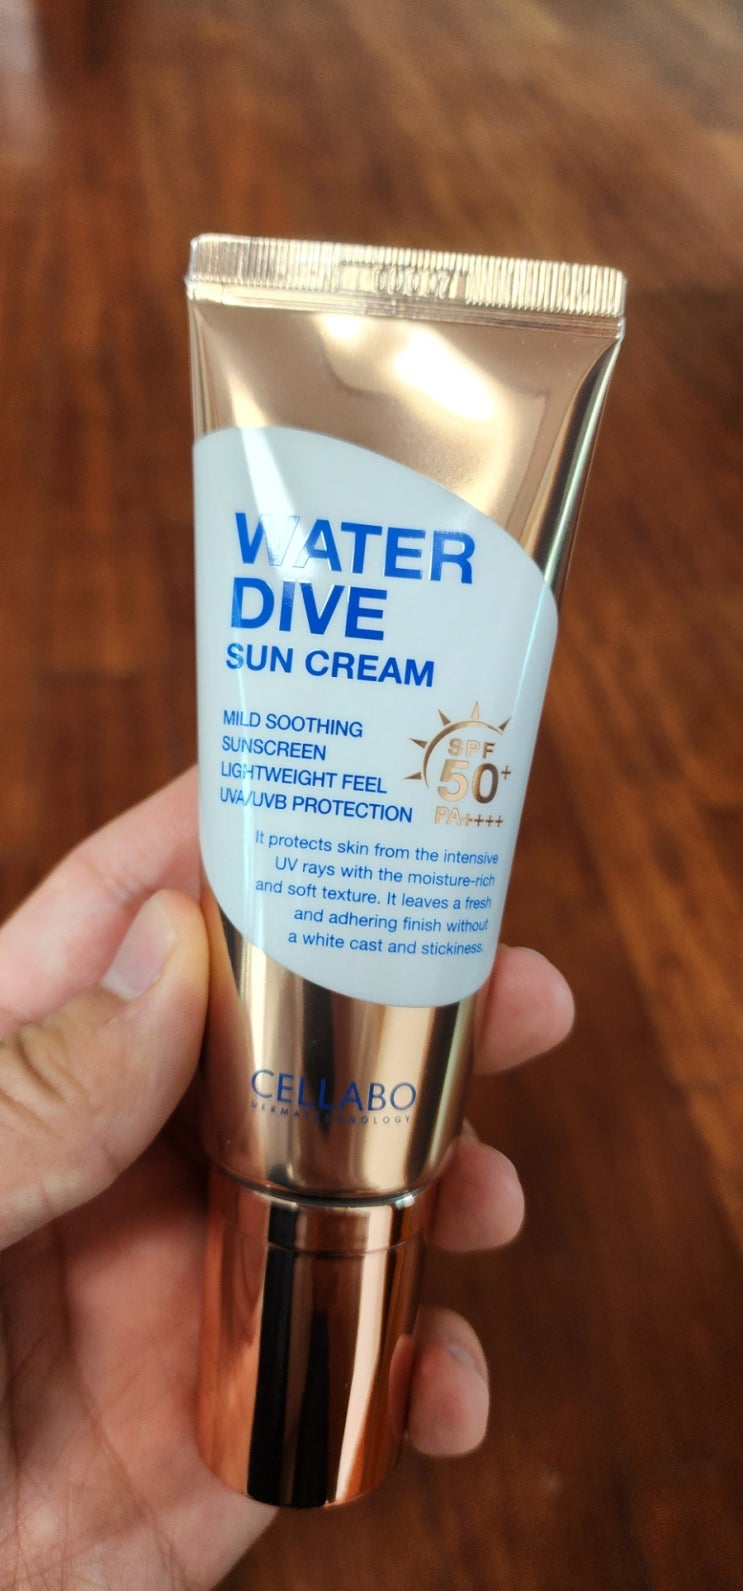 WATER
DIVE
SUN CREAM
MILD SOOTHING
SUNSCREEN
LIGHTWEIGHT FEEL
UVA/UVB PROTECTION
SPF
50+
PA++++
It protects skin from the intensive
UV rays with the moisture-rich
and soft texture. It leaves a fresh
and adhering finish without
a white cast and stickiness.
CELLABO